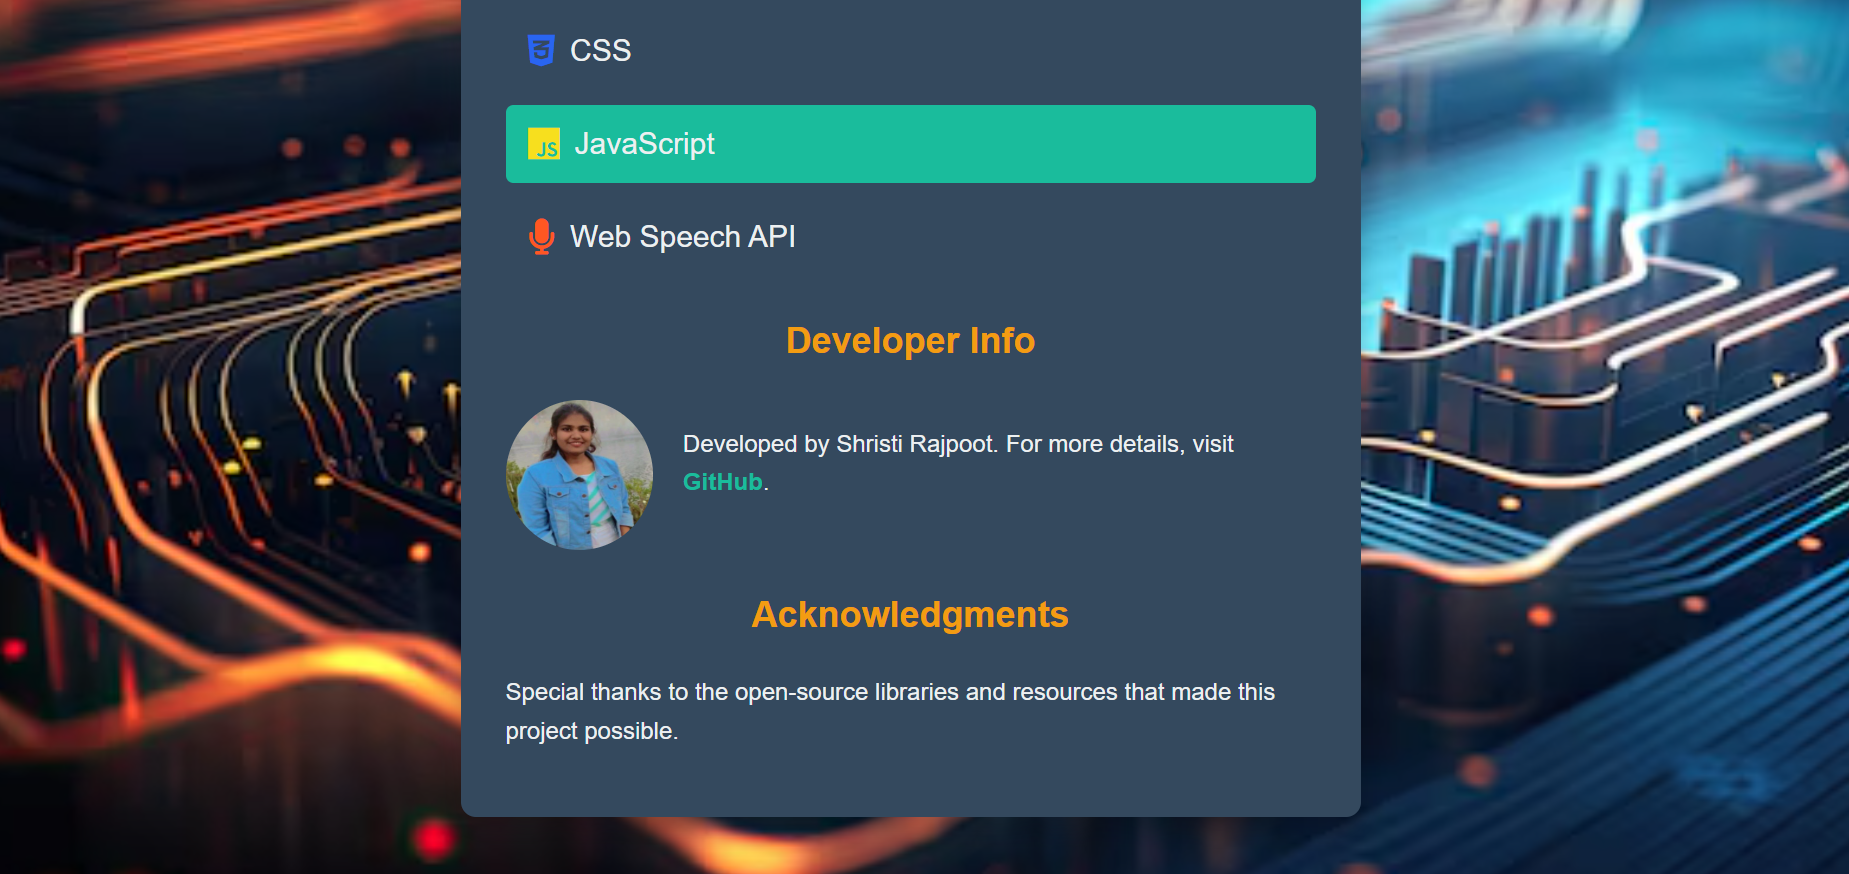 CSS
JS JavaScript
Web Speech API
Developer Info
Developed by Shristi Rajpoot. For more details, visit
GitHub.
Acknowledgments
Special thanks to the open-source libraries and resources that made this
project possible.